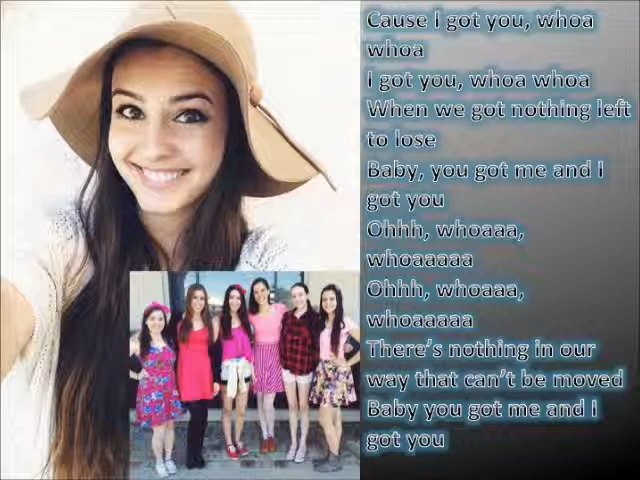 Cause I got you, whoa
whoa
I got you, whoa whoa
When we got nothing left
to lose
Baby, you got me and I
got you
Ohhh, whoaaa,
whoaaaaa
Ohhh, whoaaa,
whoaaaaa
There's nothing in our
way that can't be moved
Baby you got me and I
got you